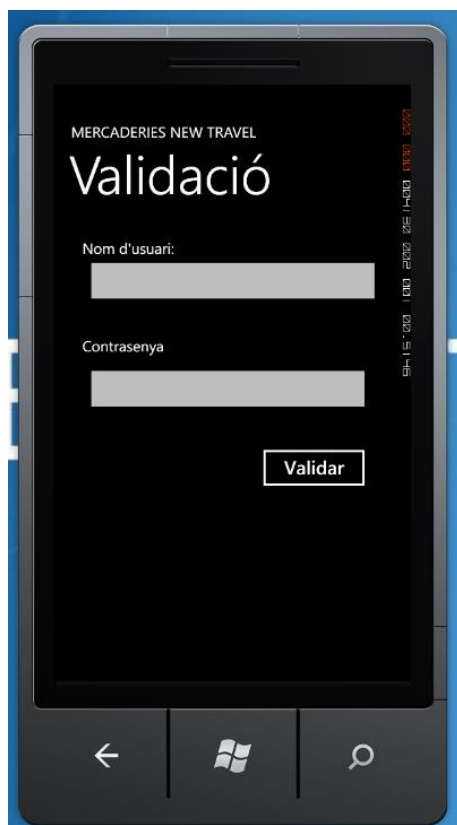 MERCADERIES NEW TRAVEL
Validació
Nom d'usuari:
Contrasenya
Validar